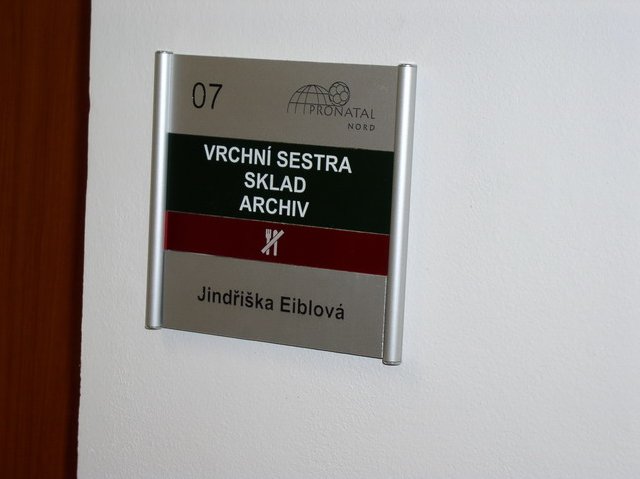 07
PRONATAL
NORD
VRCHNÍ SESTRA
SKLAD
ARCHIV
Jindřiška Eiblová